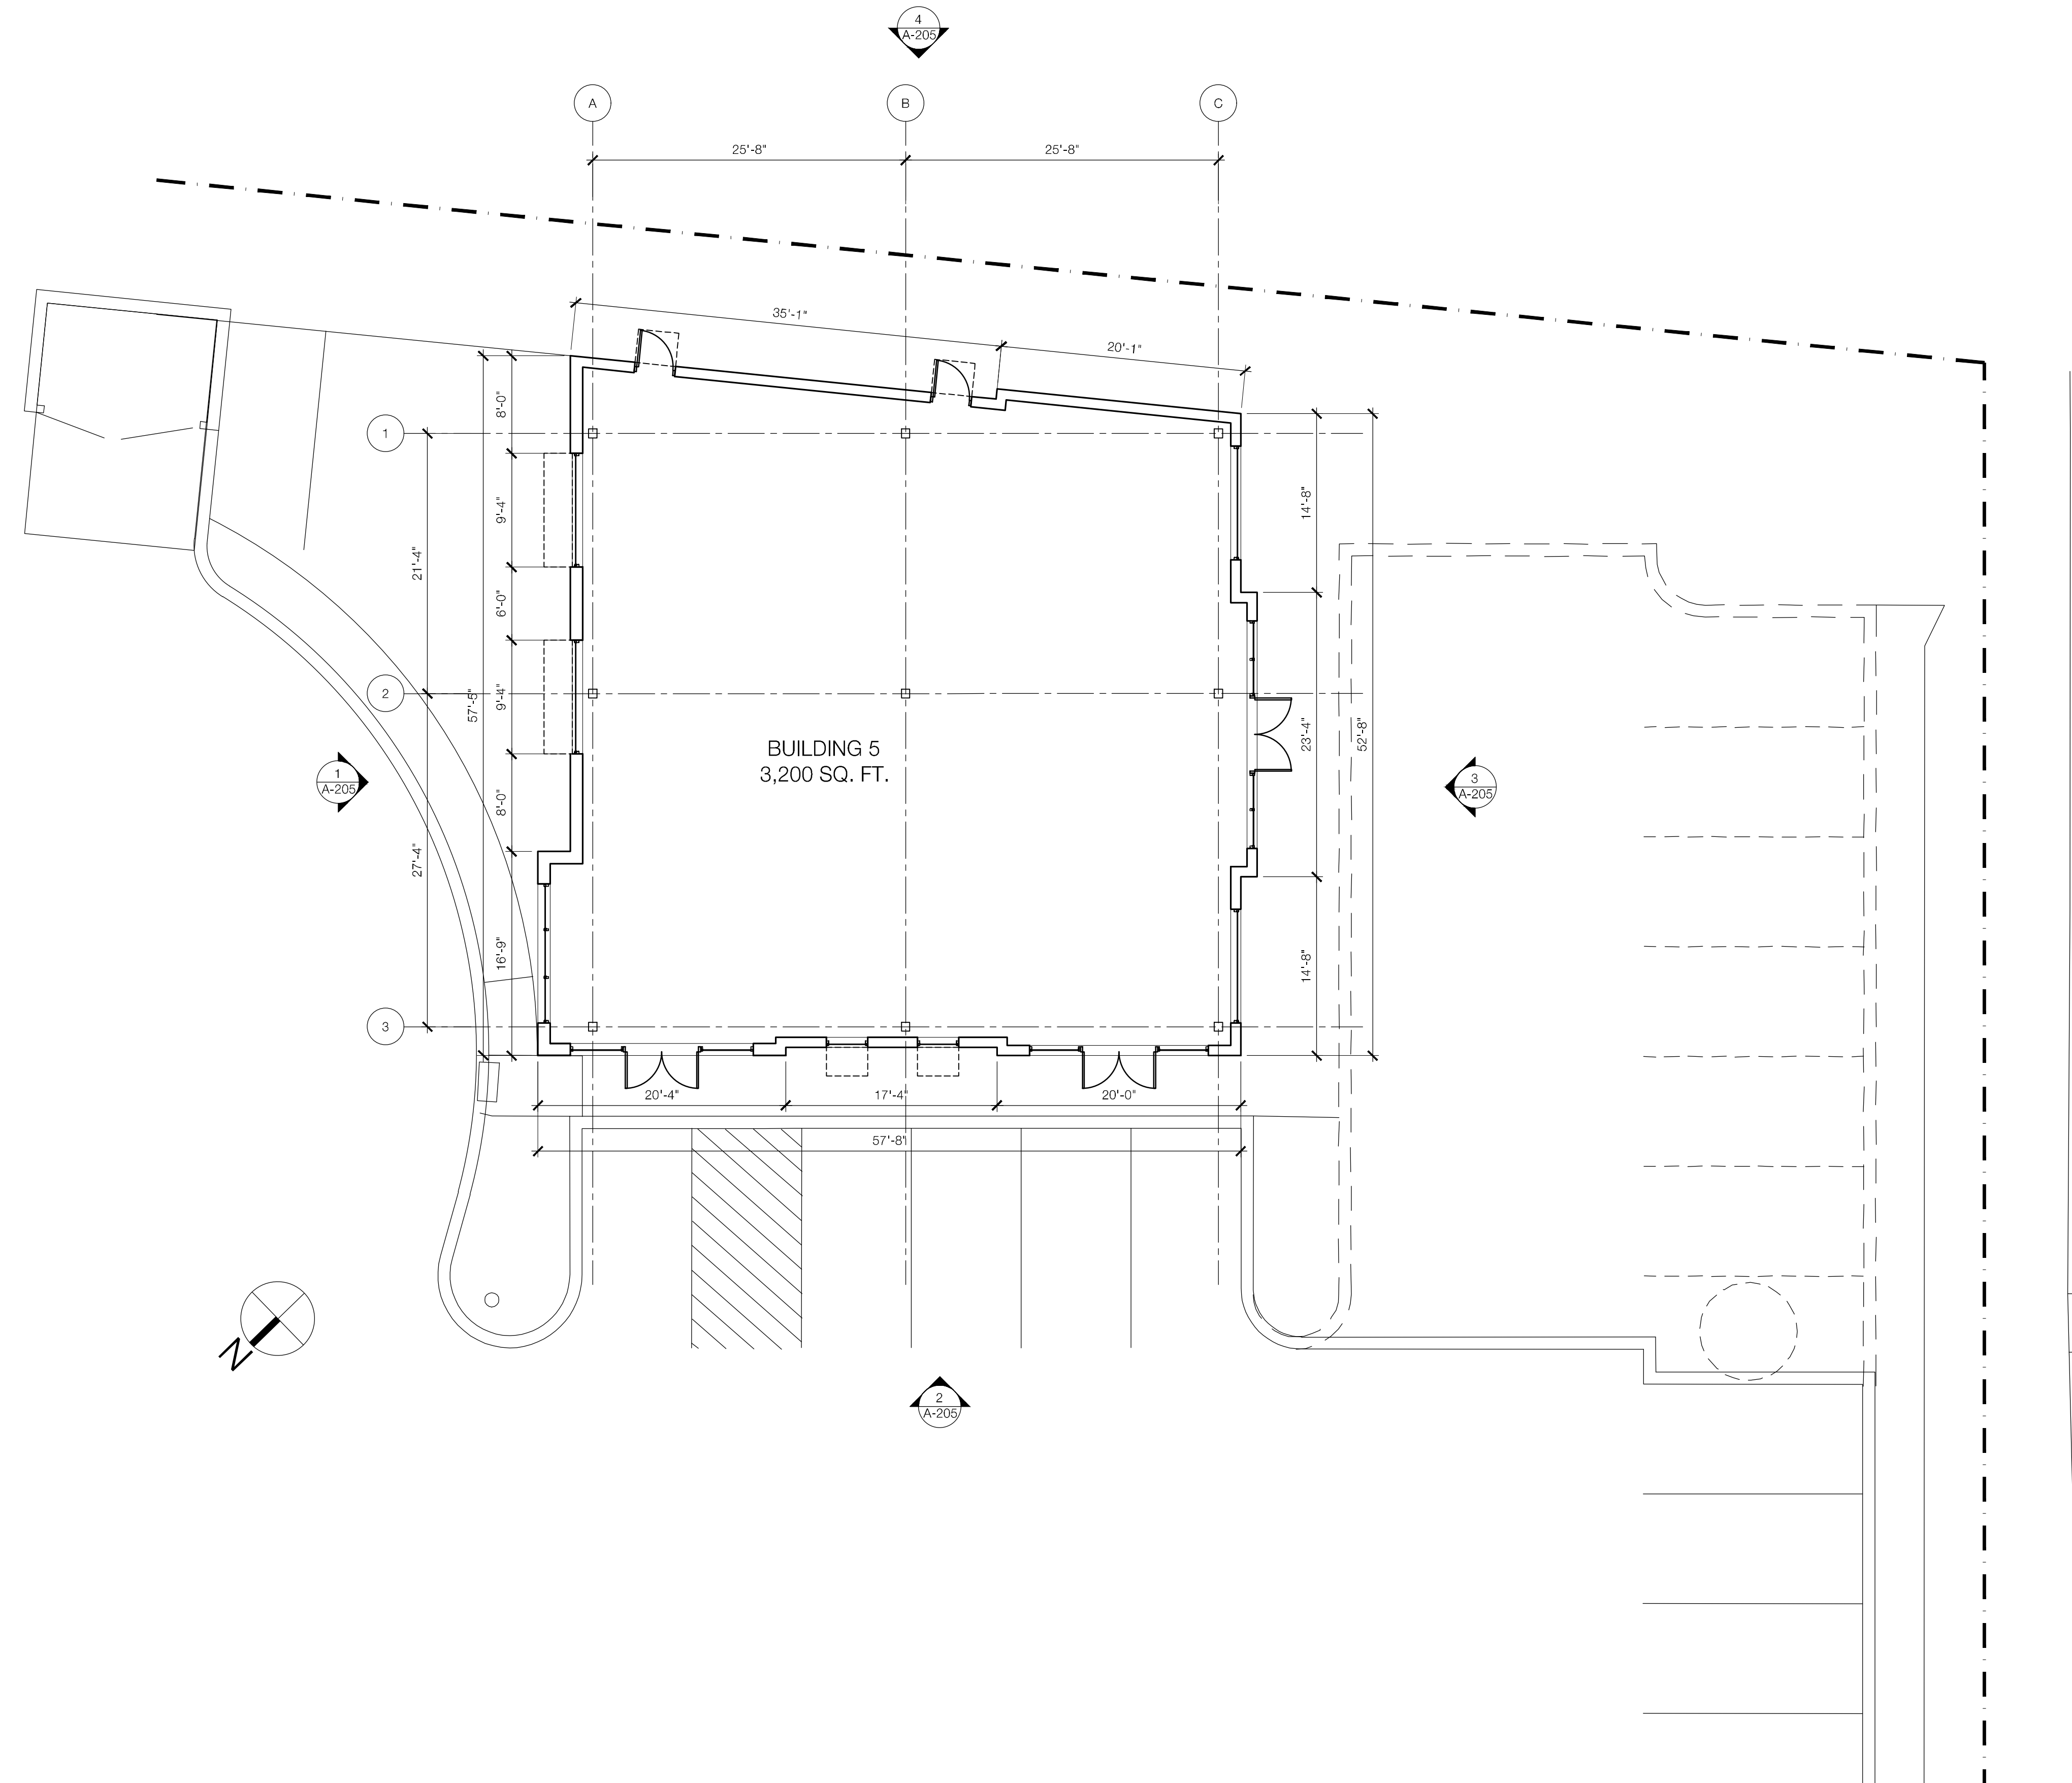 4
A-205
A
B
C
25'-8"
25'-8"
35'-1"
20'-1"
8'-0"
1
9'-4"
14'-8"
21'-4"
6'-0"
2
9'-4"
57'-5"
23'-4"
52'-8"
BUILDING 5
3,200 SQ. FT.
1
A-205
3
A-205
8'-0"
27'-4"
16'-9"
14'-8"
3
20'-4"
17'-4"
20'-0"
57'-8"
N
2
A-205